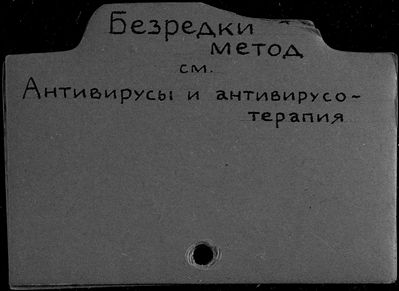 Безредки
метод
см.
Антивирусы и антивирусо-
терапия